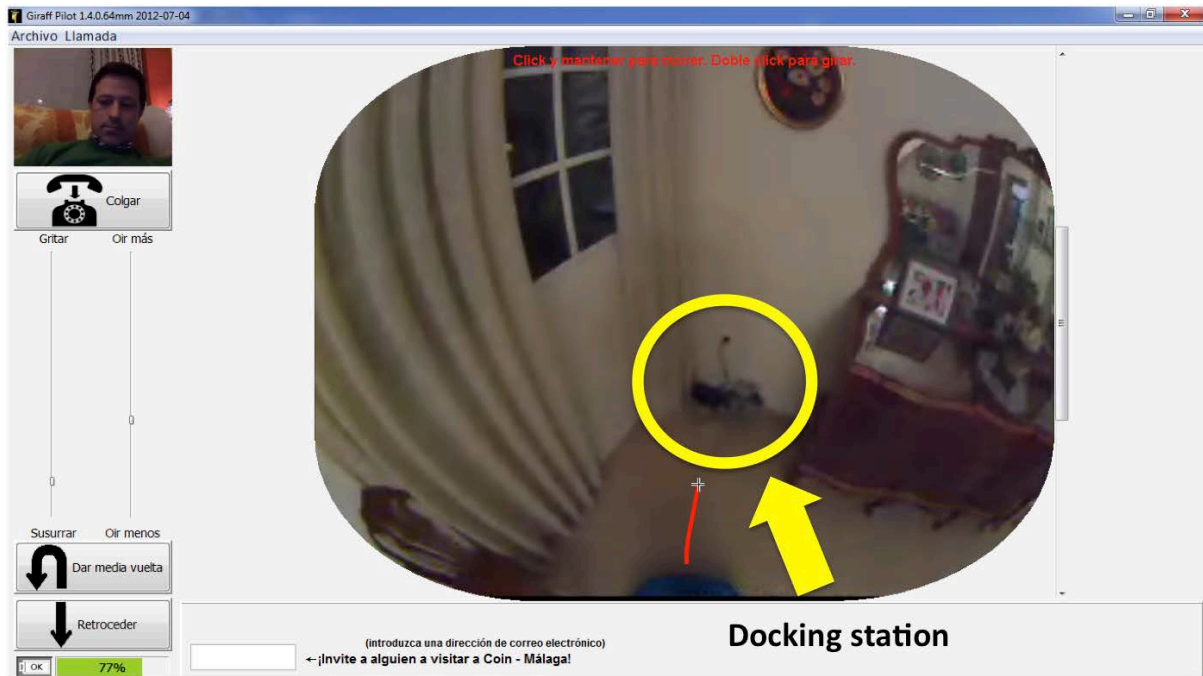 Giraff Pilot 1.4.0.64mm 2012-07-04
Archivo Llamada
Click y mantener para mover. Doble click para girar.
Colgar
Gritar Oir más
Susurrar Oir menos
Dar media vuelta
Retroceder
OK 77%
(introduzca una dirección de correo electrónico)
←¡Invite a alguien a visitar a Coin - Málaga!
Docking station